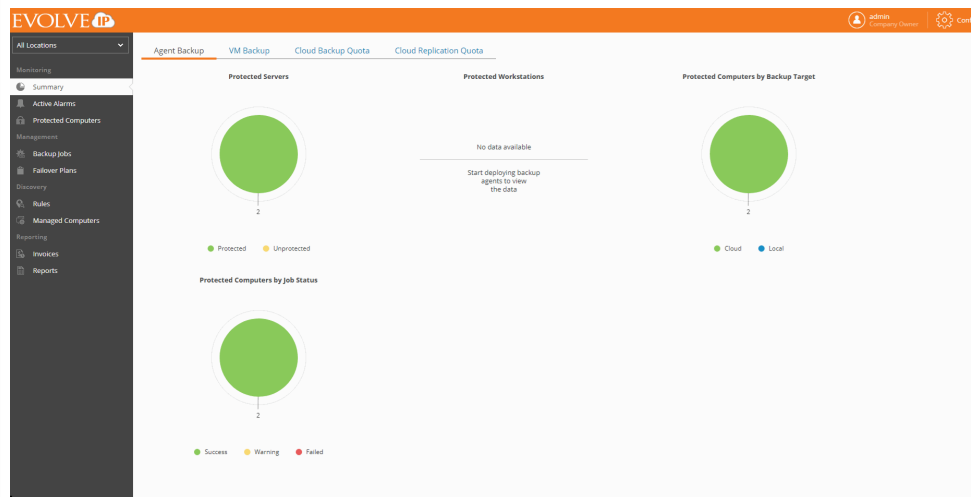 EVOLVE IP
admin
Company Owner
All Locations
Agent Backup
VM Backup
Cloud Backup Quota
Cloud Replication Quota
Monitoring
Summary
Active Alarms
Protected Computers
Management
Backup Jobs
Failover Plans
Discovery
Rules
Managed Computers
Reporting
Invoices
Reports
Protected Servers
2
Protected
Unprotected
Protected Workstations
No data available
Start deploying backup
agents to view
the data
Protected Computers by Backup Target
2
Cloud
Local
Protected Computers by Job Status
2
Success
Warning
Failed